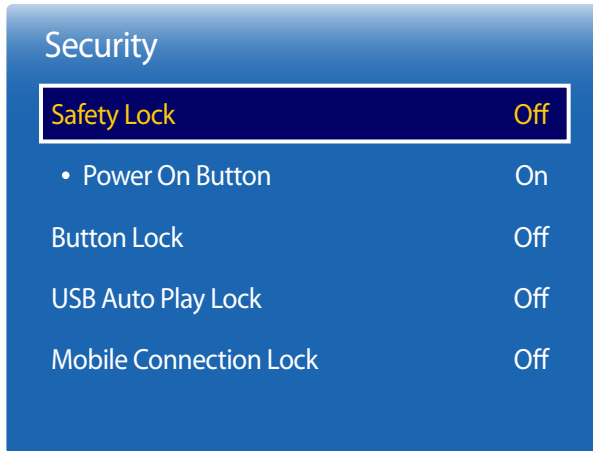 Security
Safety Lock Off
• Power On Button On
Button Lock Off
USB Auto Play Lock Off
Mobile Connection Lock Off